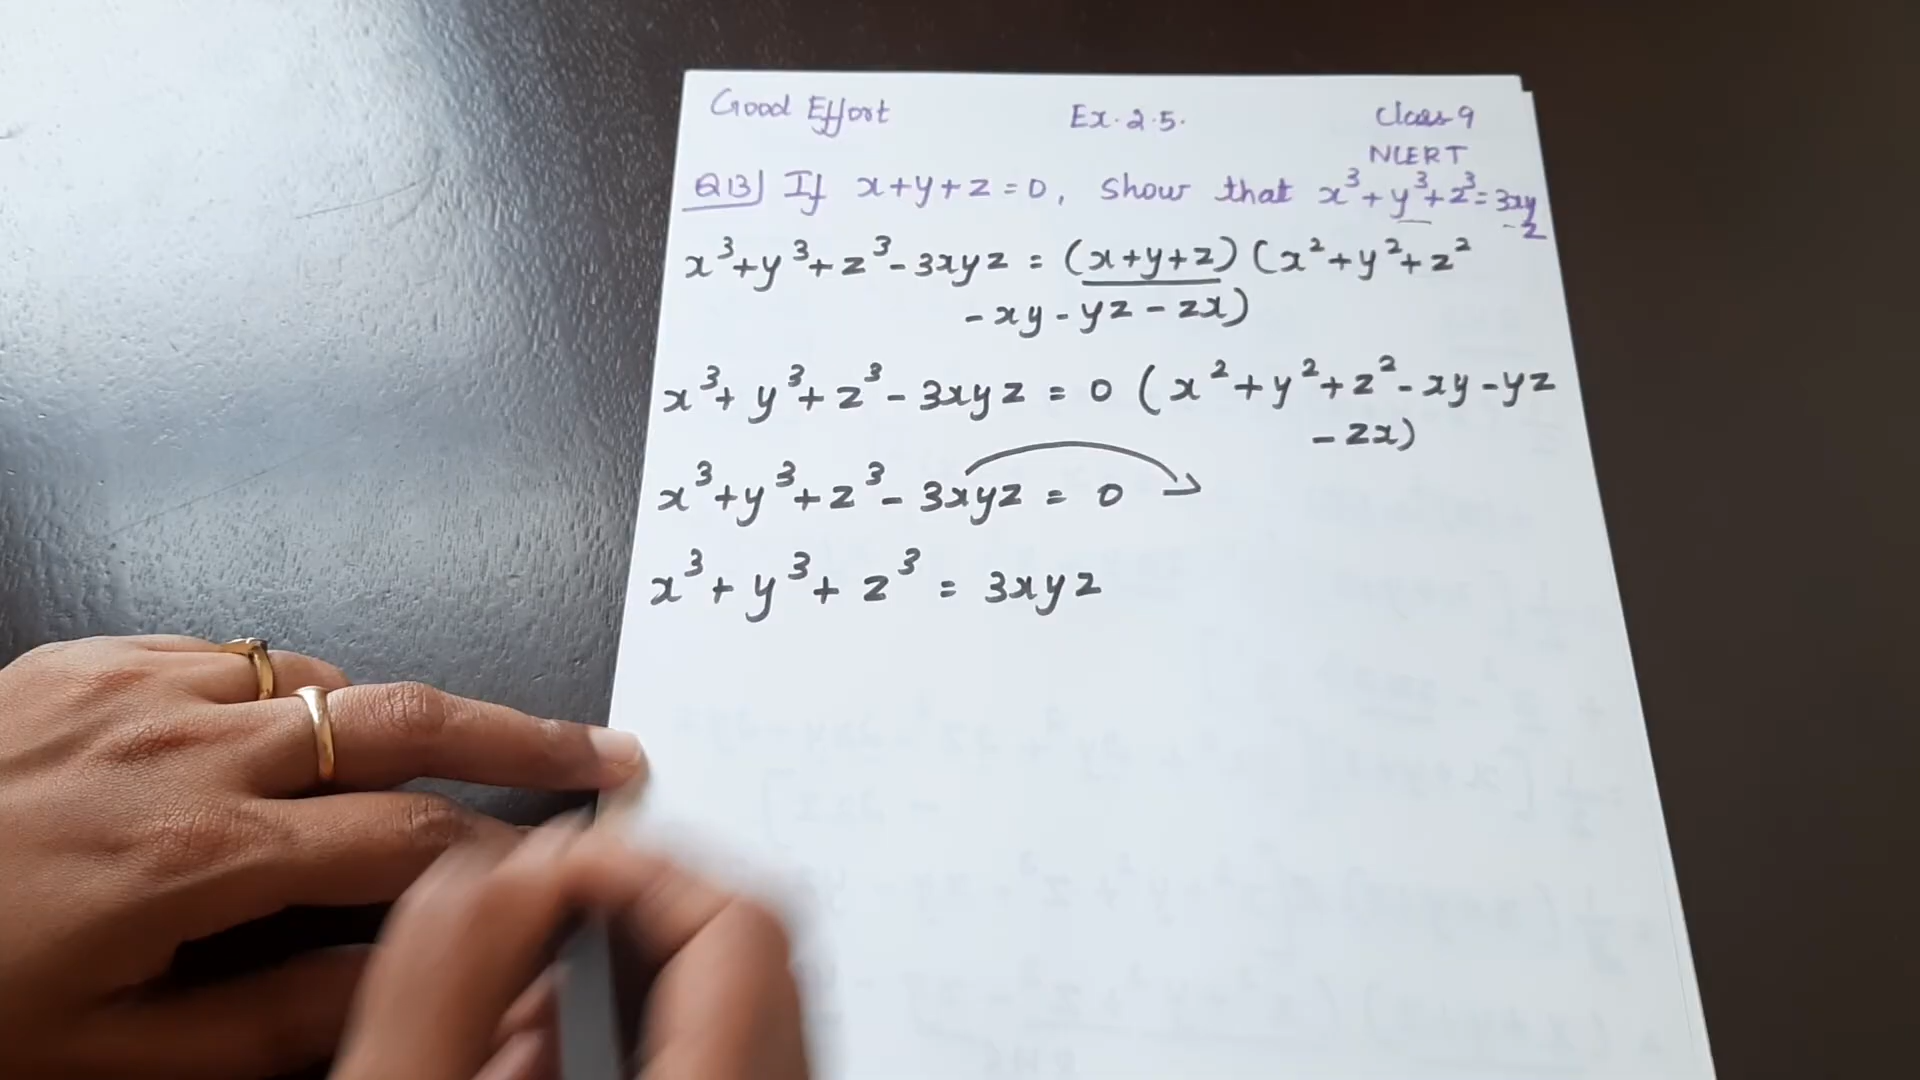 Good Effort Ex. 2.5. Class 9
NCERT
Q13) If x+y+z=0, show that x³+y³+z³=3xy
z
x³+y³+z³-3xyz = (x+y+z)(x²+y²+z²
-xy-yz-zx)
x³+y³+z³-3xyz = 0 (x²+y²+z²-xy-yz
-zx)
x³+y³+z³-3xyz = 0
x³+y³+z³ = 3xyz